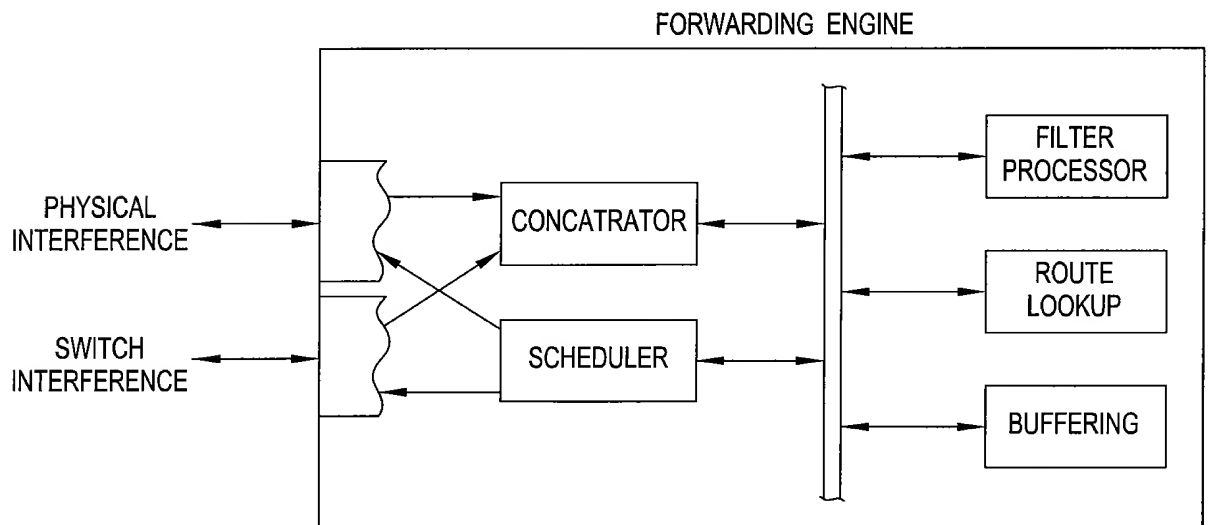 FORWARDING ENGINE
PHYSICAL
INTERFERENCE
SWITCH
INTERFERENCE
CONCATRATOR
SCHEDULER
FILTER
PROCESSOR
ROUTE
LOOKUP
BUFFERING